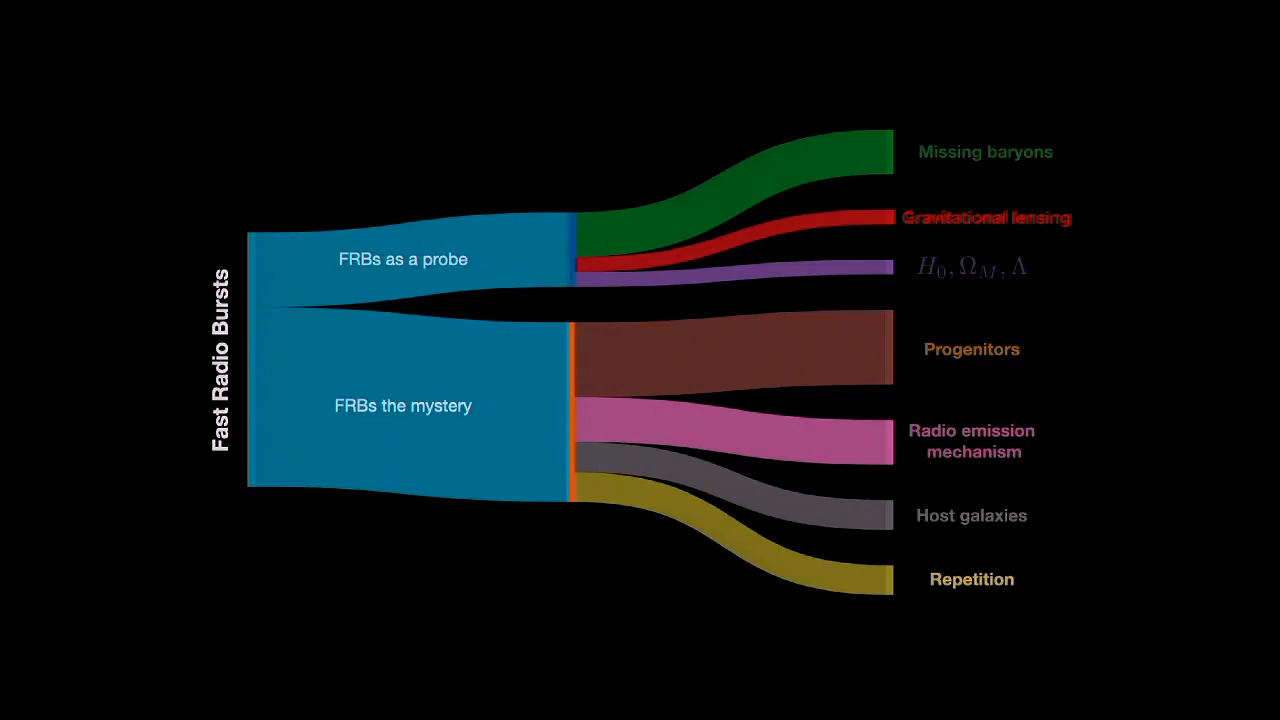 Fast Radio Bursts
FRBs as a probe
FRBs the mystery
Missing baryons
Gravitational lensing
H₀, Ω_M, Λ
Progenitors
Radio emission
mechanism
Host galaxies
Repetition